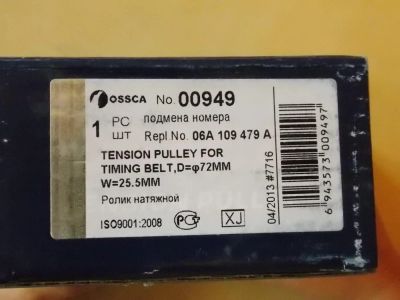 OSSCA No. 00949
1 PC
ШТ
подмена номера
Repl No. 06A 109 479 A
TENSION PULLEY FOR
TIMING BELT,D=φ72MM
W=25.5MM
Ролик натяжной
ISO9001:2008
XJ
04/2013 #7716
6 943573 009497